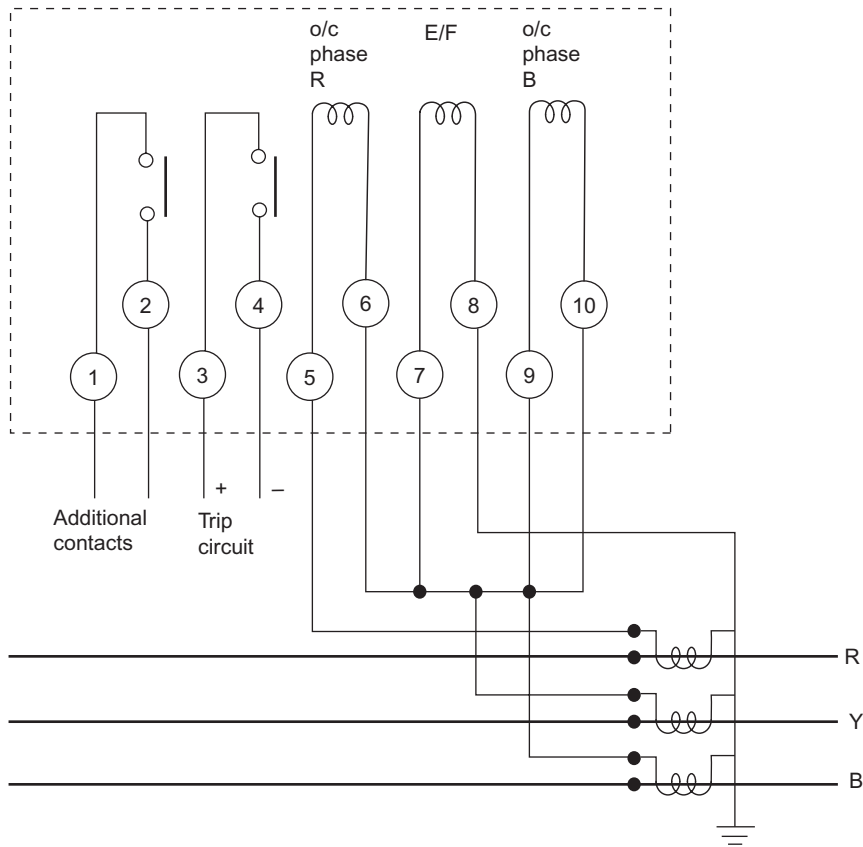 o/c
phase
R
E/F
o/c
phase
B
2
4
6
8
10
1
3
5
7
9
+
–
Additional
contacts
Trip
circuit
R
Y
B